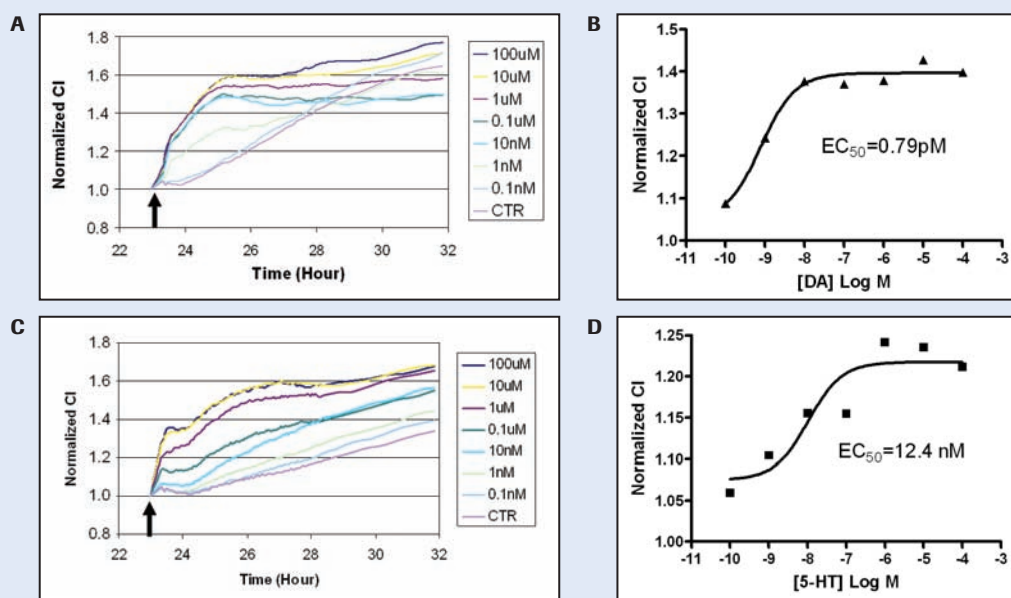 A
Normalized CI
1.8
1.6
1.4
1.2
1.0
0.8
22
24
26
28
30
32
Time (Hour)
100uM
10uM
1uM
0.1uM
10nM
1nM
0.1nM
CTR
B
Normalized CI
1.5
1.4
1.3
1.2
1.1
1.0
-11
-10
-9
-8
-7
-6
-5
-4
-3
[DA] Log M
EC50=0.79pM
C
Normalized CI
1.8
1.6
1.4
1.2
1.0
0.8
22
24
26
28
30
32
Time (Hour)
100uM
10uM
1uM
0.1uM
10nM
1nM
0.1nM
CTR
D
Normalized CI
1.25
1.20
1.15
1.10
1.05
1.00
-11
-10
-9
-8
-7
-6
-5
-4
-3
[5-HT] Log M
EC50=12.4 nM